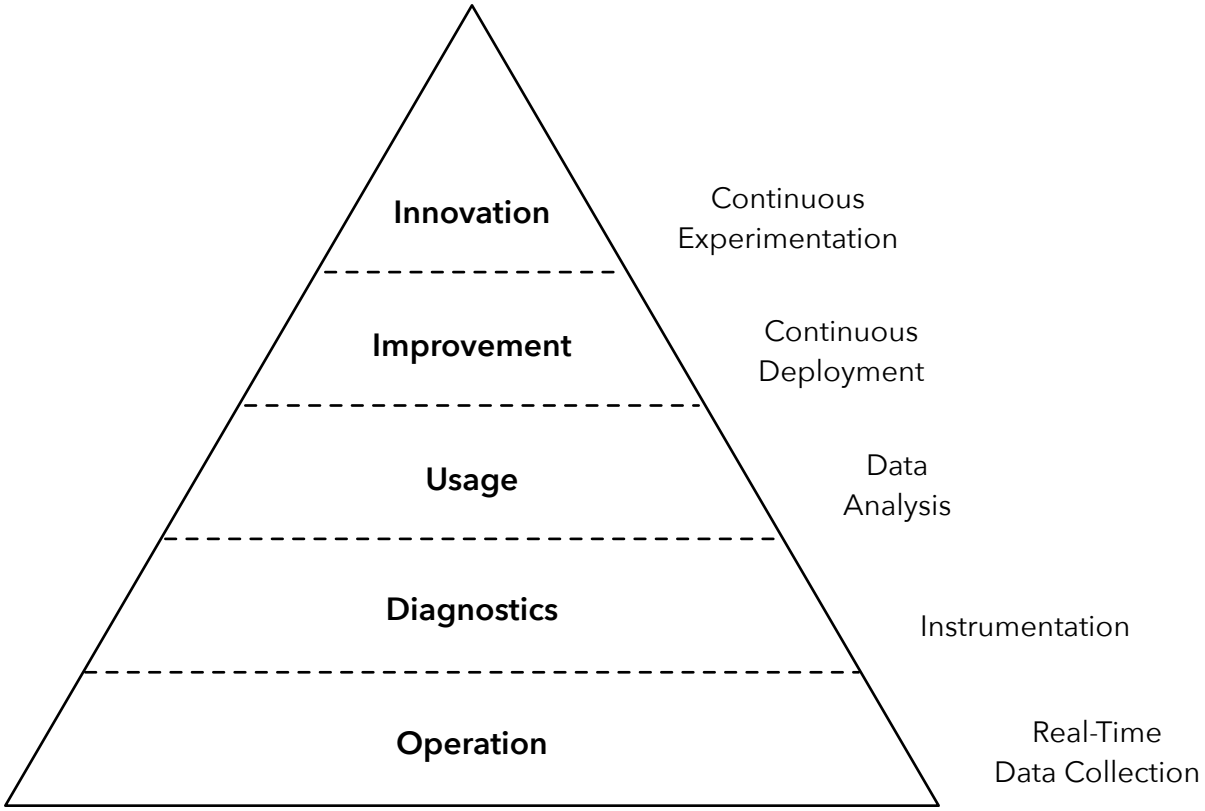 Innovation
Continuous
Experimentation
Improvement
Continuous
Deployment
Usage
Data
Analysis
Diagnostics
Instrumentation
Operation
Real-Time
Data Collection